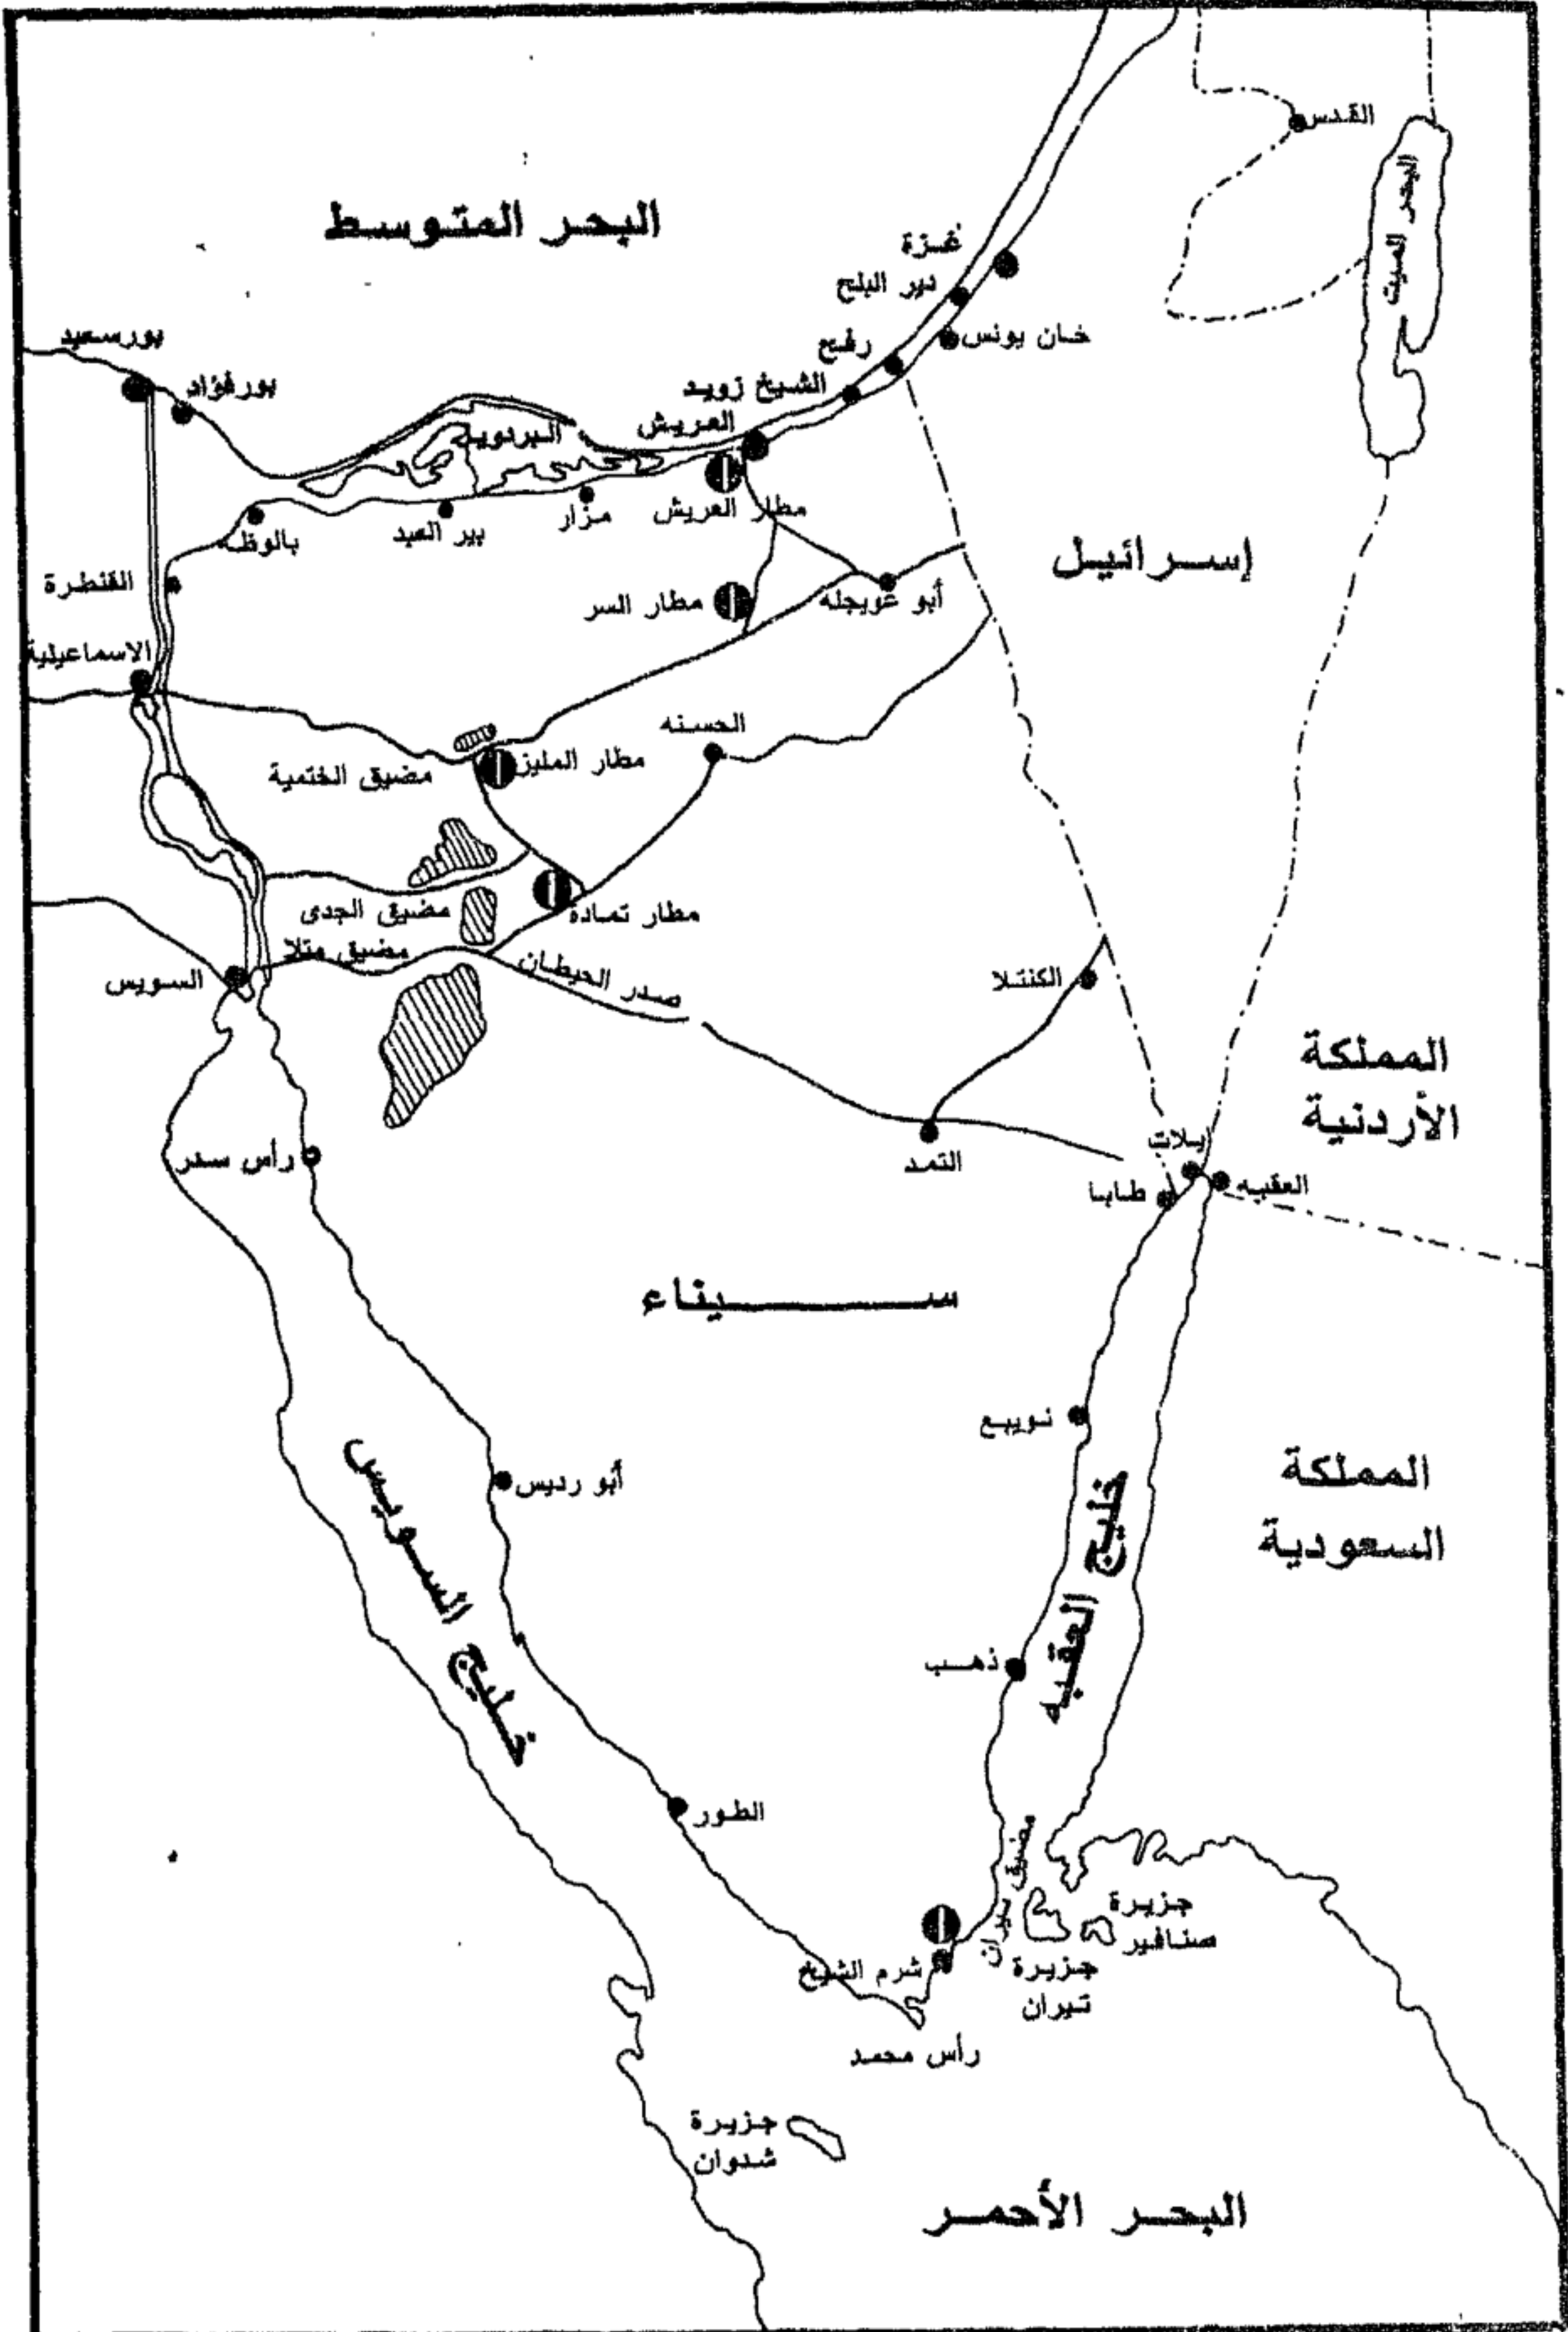 القدس
البحر الميت
البحر المتوسط
غزة
دير البلح
خان يونس
رفح
الشيخ زويد
العريش
بورسعيد
بورفؤاد
البردويل
مطار العريش
مزار
بير العبد
بالوظه
القنطرة
إسرائيل
أبو عويجله
مطار السر
الاسماعيلية
الحسنه
مطار المليز
مضيق الختمية
مضيق الجدى
مطار تمادة
مضيق متلا
صدر الحيطان
السويس
الكنتلا
المملكة
الأردنية
إيلات
العقبه
طابا
التمد
رأس سدر
سيناء
نويبع
أبو رديس
خليج السويس
خليج العقبه
المملكة
السعودية
ذهب
الطور
مضيق تيران
جزيرة
صنافير
جزيرة
تيران
شرم الشيخ
رأس محمد
جزيرة
شدوان
البحر الأحمر